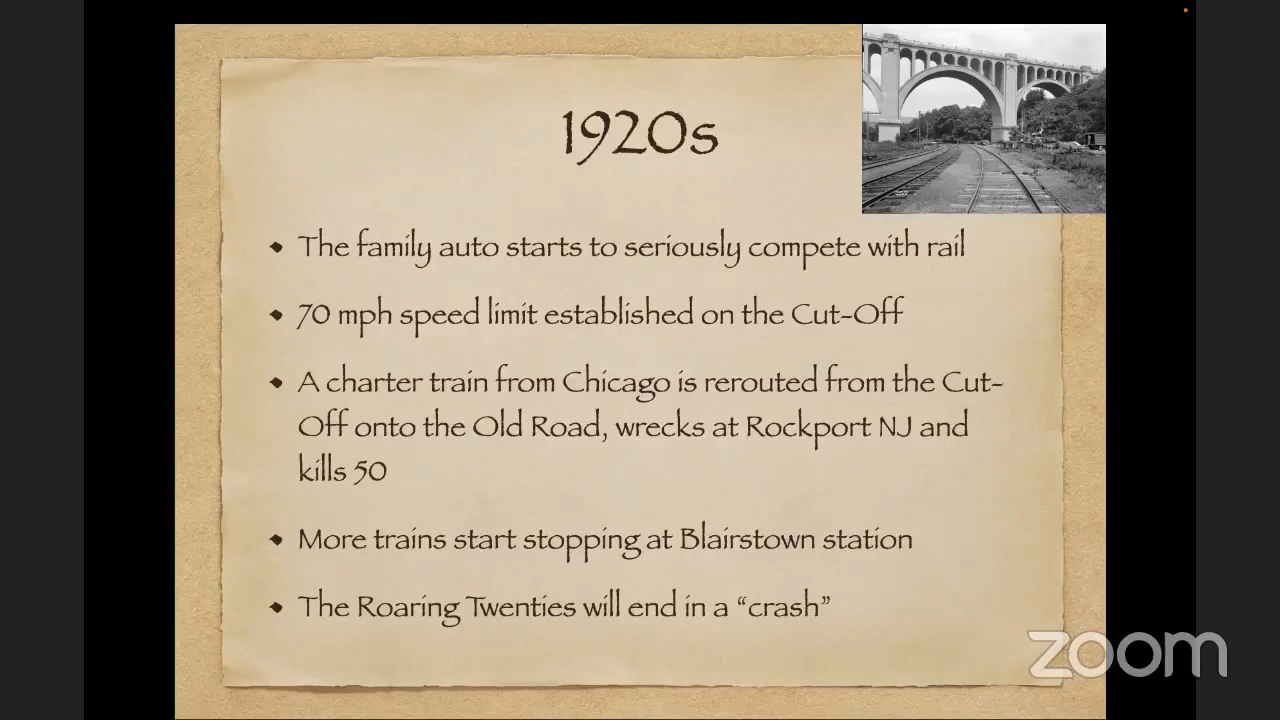 1920s
• The family auto starts to seriously compete with rail
• 70 mph speed limit established on the Cut-Off
• A charter train from Chicago is rerouted from the Cut-
Off onto the Old Road, wrecks at Rockport NJ and
kills 50
• More trains start stopping at Blairstown station
• The Roaring Twenties will end in a “crash”
zoom